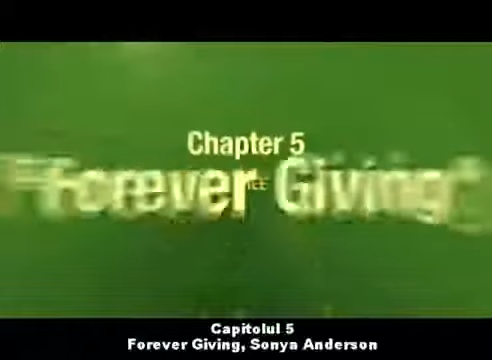 Chapter 5
"Forever Giving"
Capitolul 5
Forever Giving, Sonya Anderson